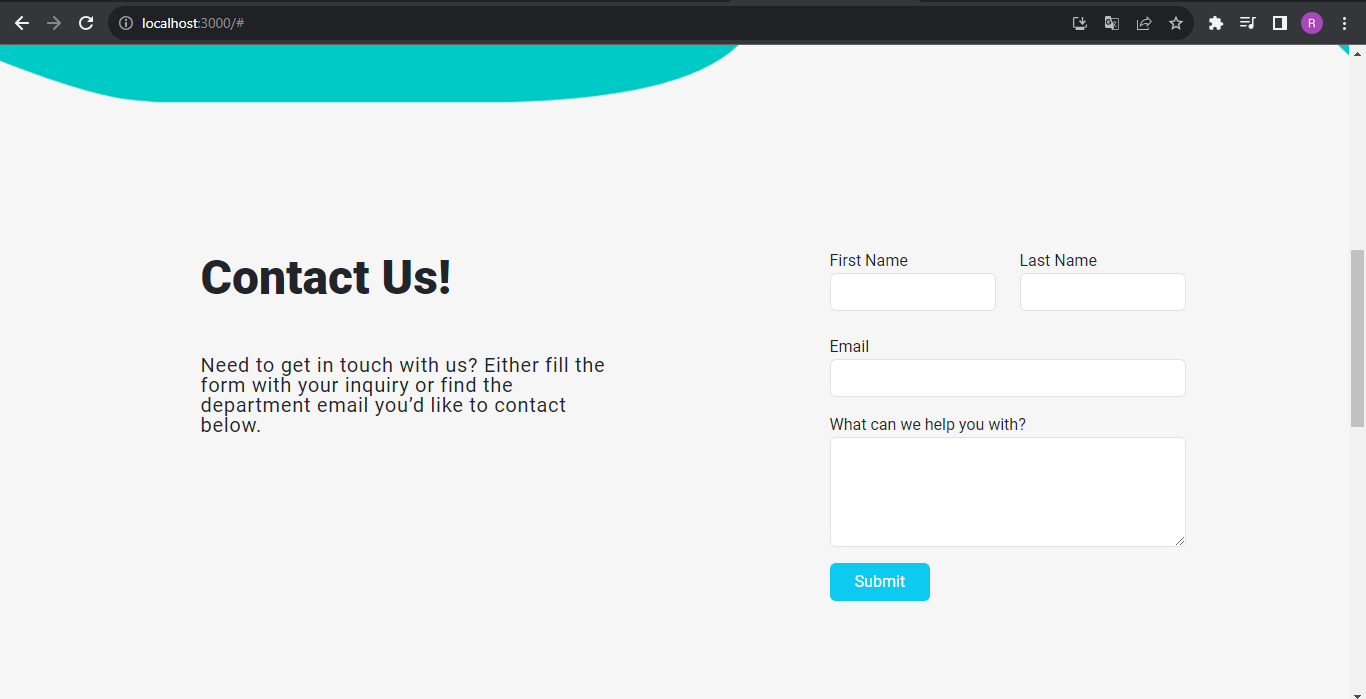 localhost:3000/#
R
Contact Us!
Need to get in touch with us? Either fill the
form with your inquiry or find the
department email you’d like to contact
below.
First Name
Last Name
Email
What can we help you with?
Submit